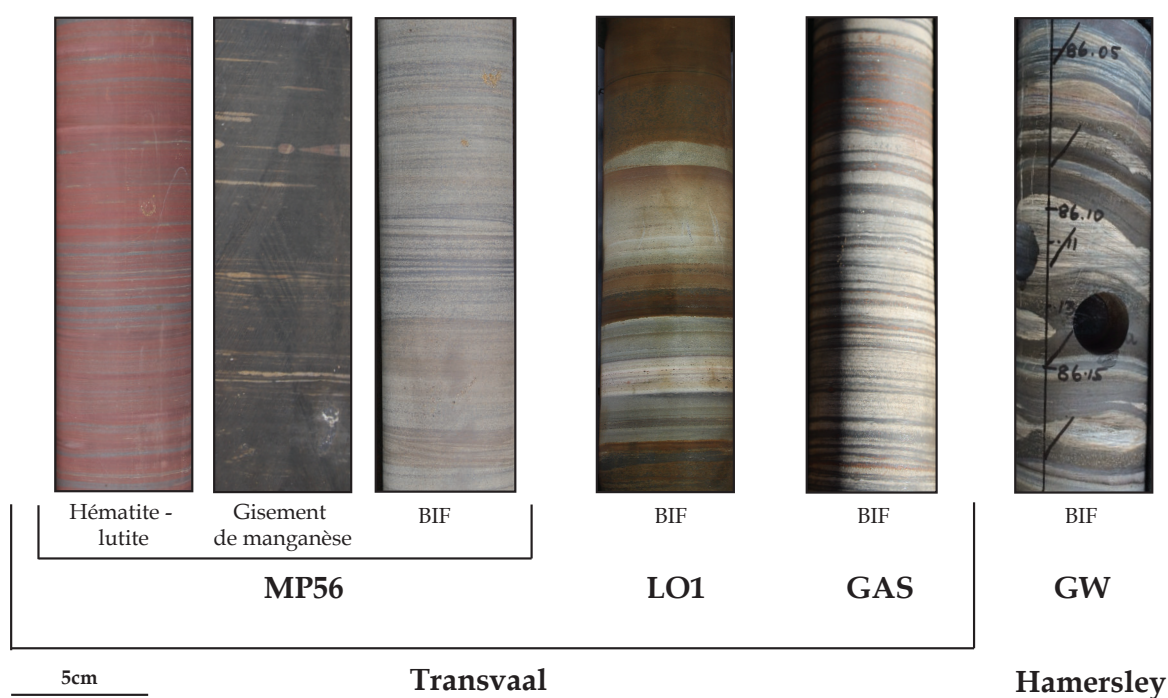 86.05
86.10
.11
.13
86.15
Hématite -
lutite
Gisement
de manganèse
BIF
BIF
BIF
BIF
MP56
LO1
GAS
GW
5cm
Transvaal
Hamersley